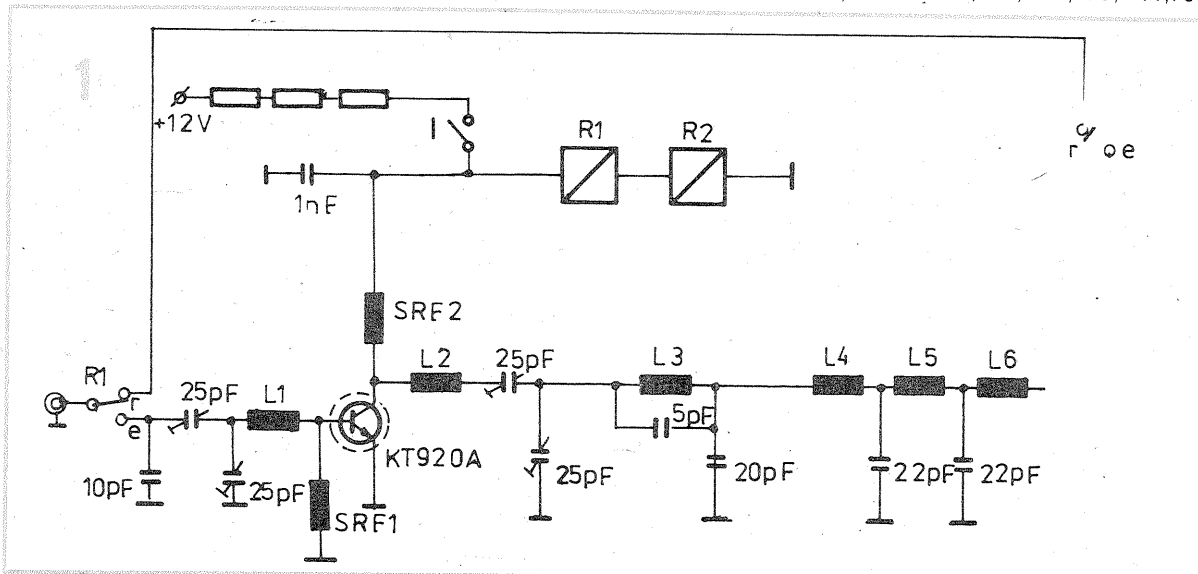 1
+12V
I
R1
R2
1nF
r
e
SRF2
R1
r
e
25pF
L1
L2
25pF
L3
L4
L5
L6
5pF
KT920A
10pF
25pF
SRF1
25pF
20pF
22pF
22pF